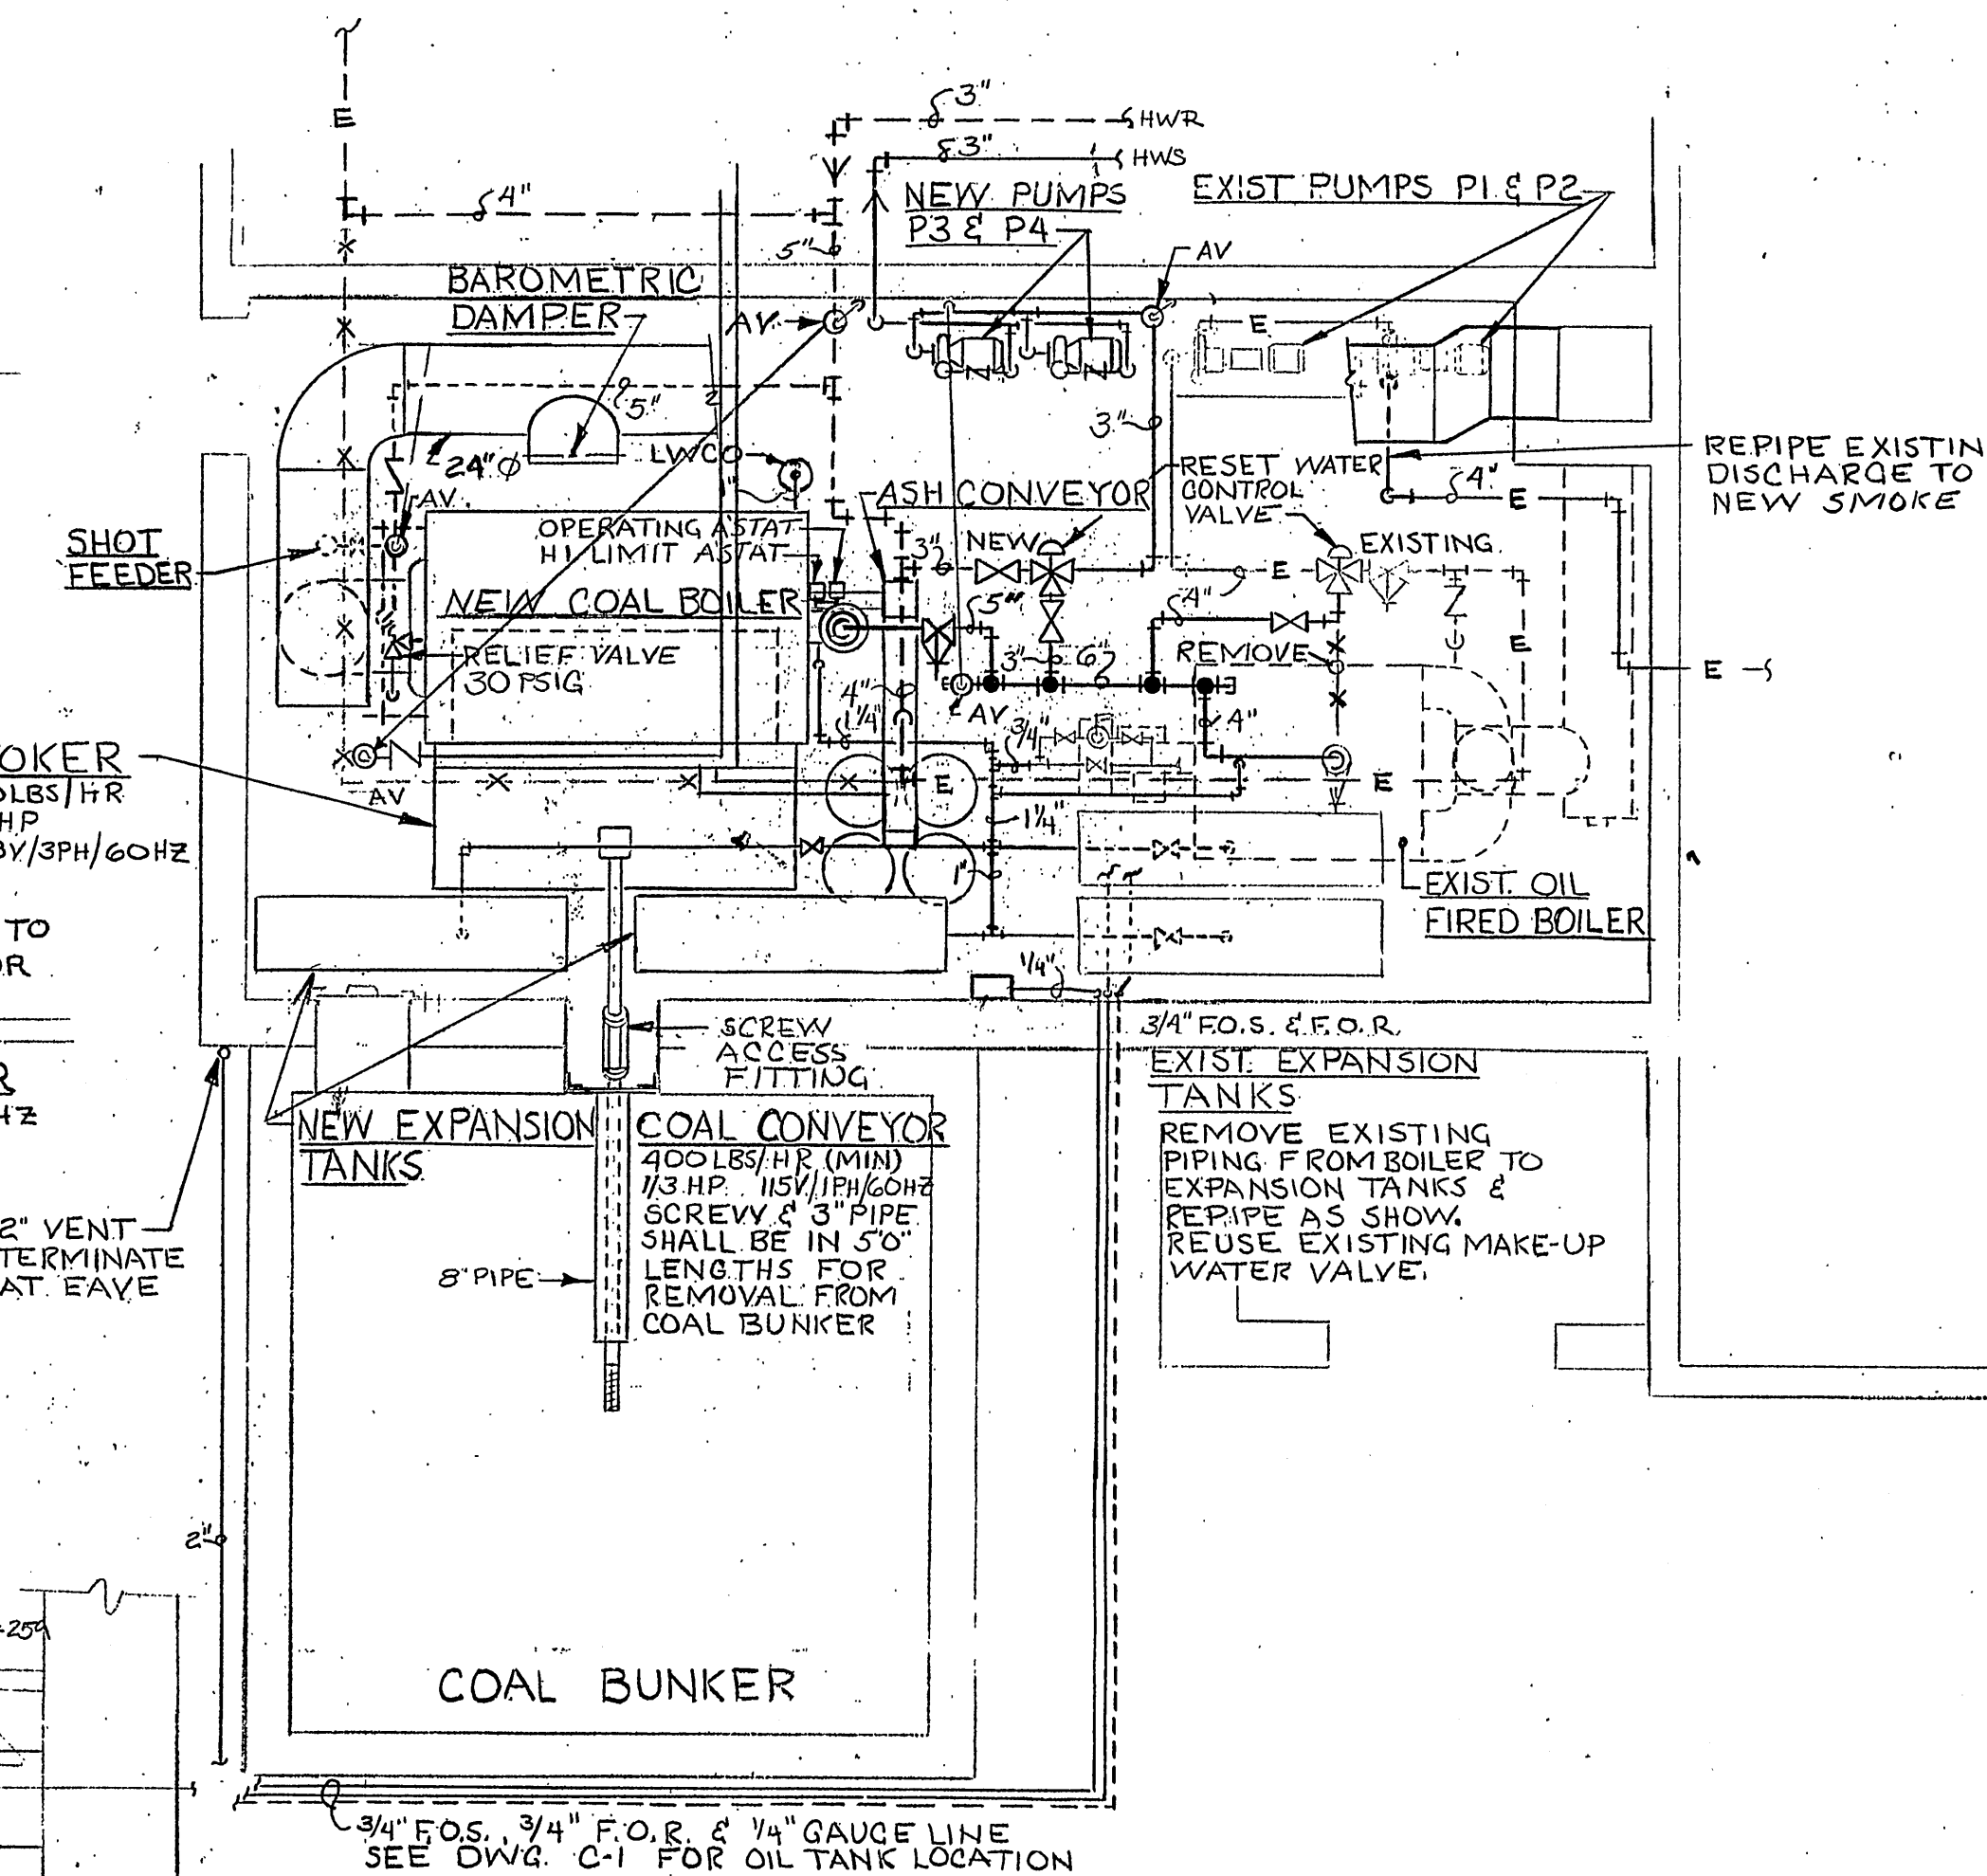 E
3"
HWR
3"
HWS
4"
NEW PUMPS
P3 & P4
EXIST PUMPS P1 & P2
5"
AV
BAROMETRIC
DAMPER
AV
E
5"
3"
24" Ø
LWCO
1"
RESET WATER
CONTROL
VALVE
REPIPE EXISTIN
DISCHARGE TO
NEW SMOKE
4"
E
ASH CONVEYOR
AV
SHOT
FEEDER
OPERATING ASTAT
HI LIMIT ASTAT
3"
NEW
EXISTING
E
NEW COAL BOILER
5"
4"
RELIEF VALVE
30 PSIG
3"
6"
REMOVE
E
E
4"
AV
4"
1/4"
3/4
OKER
0LBS/HR
HP
8V/3PH/60HZ
AV
E
E
1¼"
1"
EXIST. OIL
FIRED BOILER
TO
OR
1/4"
SCREW
ACCESS
FITTING
3/4" F.O.S. & F.O.R.
EXIST. EXPANSION
TANKS
REMOVE EXISTING
PIPING FROM BOILER TO
EXPANSION TANKS &
REPIPE AS SHOW.
REUSE EXISTING MAKE-UP
WATER VALVE.
R
HZ
NEW EXPANSION
TANKS
COAL CONVEYOR
400 LBS/HR (MIN)
1/3 H.P. 115V/1PH/60HZ
SCREW & 3" PIPE
SHALL BE IN 5'0"
LENGTHS FOR
REMOVAL FROM
COAL BUNKER
2" VENT
TERMINATE
AT EAVE
8" PIPE
2"
COAL BUNKER
3/4" F.O.S., 3/4" F.O.R. & 1/4" GAUGE LINE
SEE DWG. C-1 FOR OIL TANK LOCATION